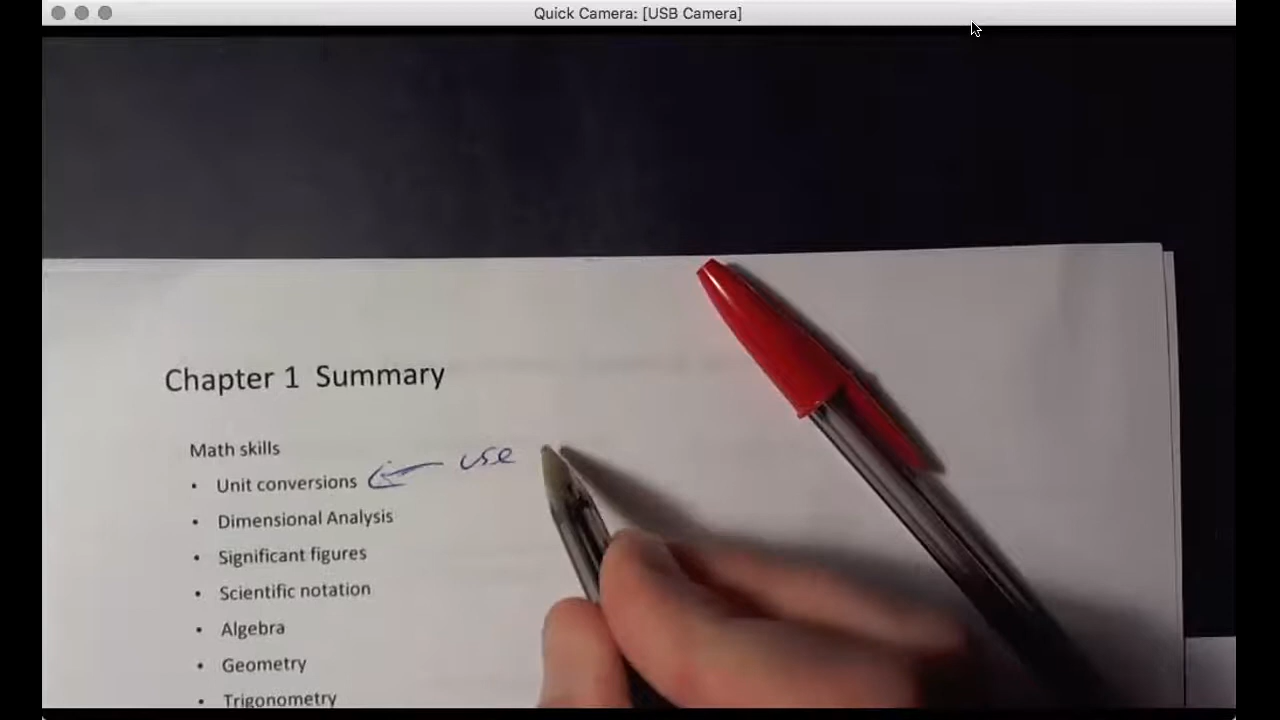 Quick Camera: [USB Camera]
Chapter 1 Summary
Math skills
• Unit conversions use
• Dimensional Analysis
• Significant figures
• Scientific notation
• Algebra
• Geometry
• Trigonometry